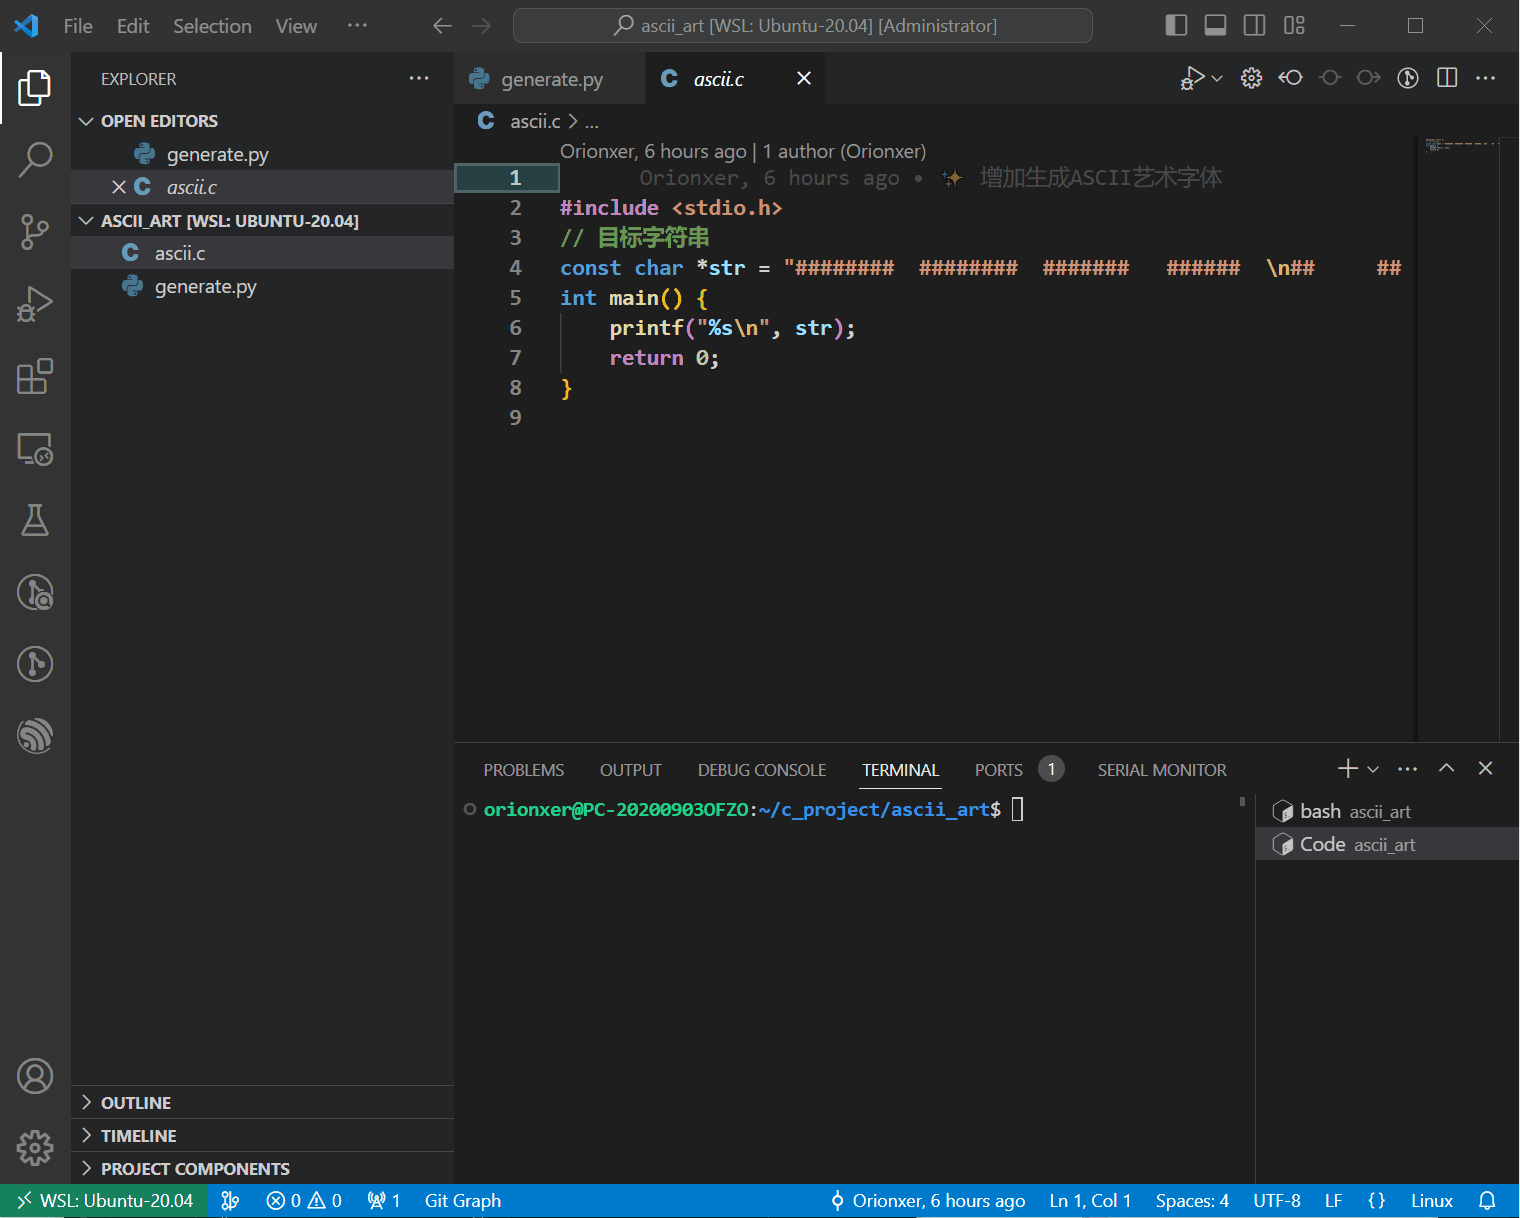 File Edit Selection View ··· ascii_art [WSL: Ubuntu-20.04] [Administrator]
EXPLORER ···
OPEN EDITORS
generate.py
ascii.c
ASCII_ART [WSL: UBUNTU-20.04]
ascii.c
generate.py
OUTLINE
TIMELINE
PROJECT COMPONENTS
generate.py ascii.c
ascii.c > ...
Orionxer, 6 hours ago | 1 author (Orionxer)
1 Orionxer, 6 hours ago • ✨ 增加生成ASCII艺术字体
2 #include <stdio.h>
3 // 目标字符串
4 const char *str = "########  ########  #######   ######  \n##     ##
5 int main() {
6     printf("%s\n", str);
7     return 0;
8 }
9
PROBLEMS OUTPUT DEBUG CONSOLE TERMINAL PORTS 1 SERIAL MONITOR
orionxer@PC-20200903OFZO:~/c_project/ascii_art$
bash ascii_art
Code ascii_art
WSL: Ubuntu-20.04 0 0 1 Git Graph Orionxer, 6 hours ago Ln 1, Col 1 Spaces: 4 UTF-8 LF {} Linux